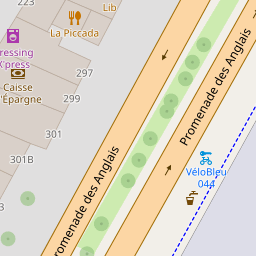 223
Lib
La Piccada
ressing
X'press
297
Caisse
d'Épargne
299
301
301B
Promenade des Anglais
Promenade des Anglais
VéloBleu
044